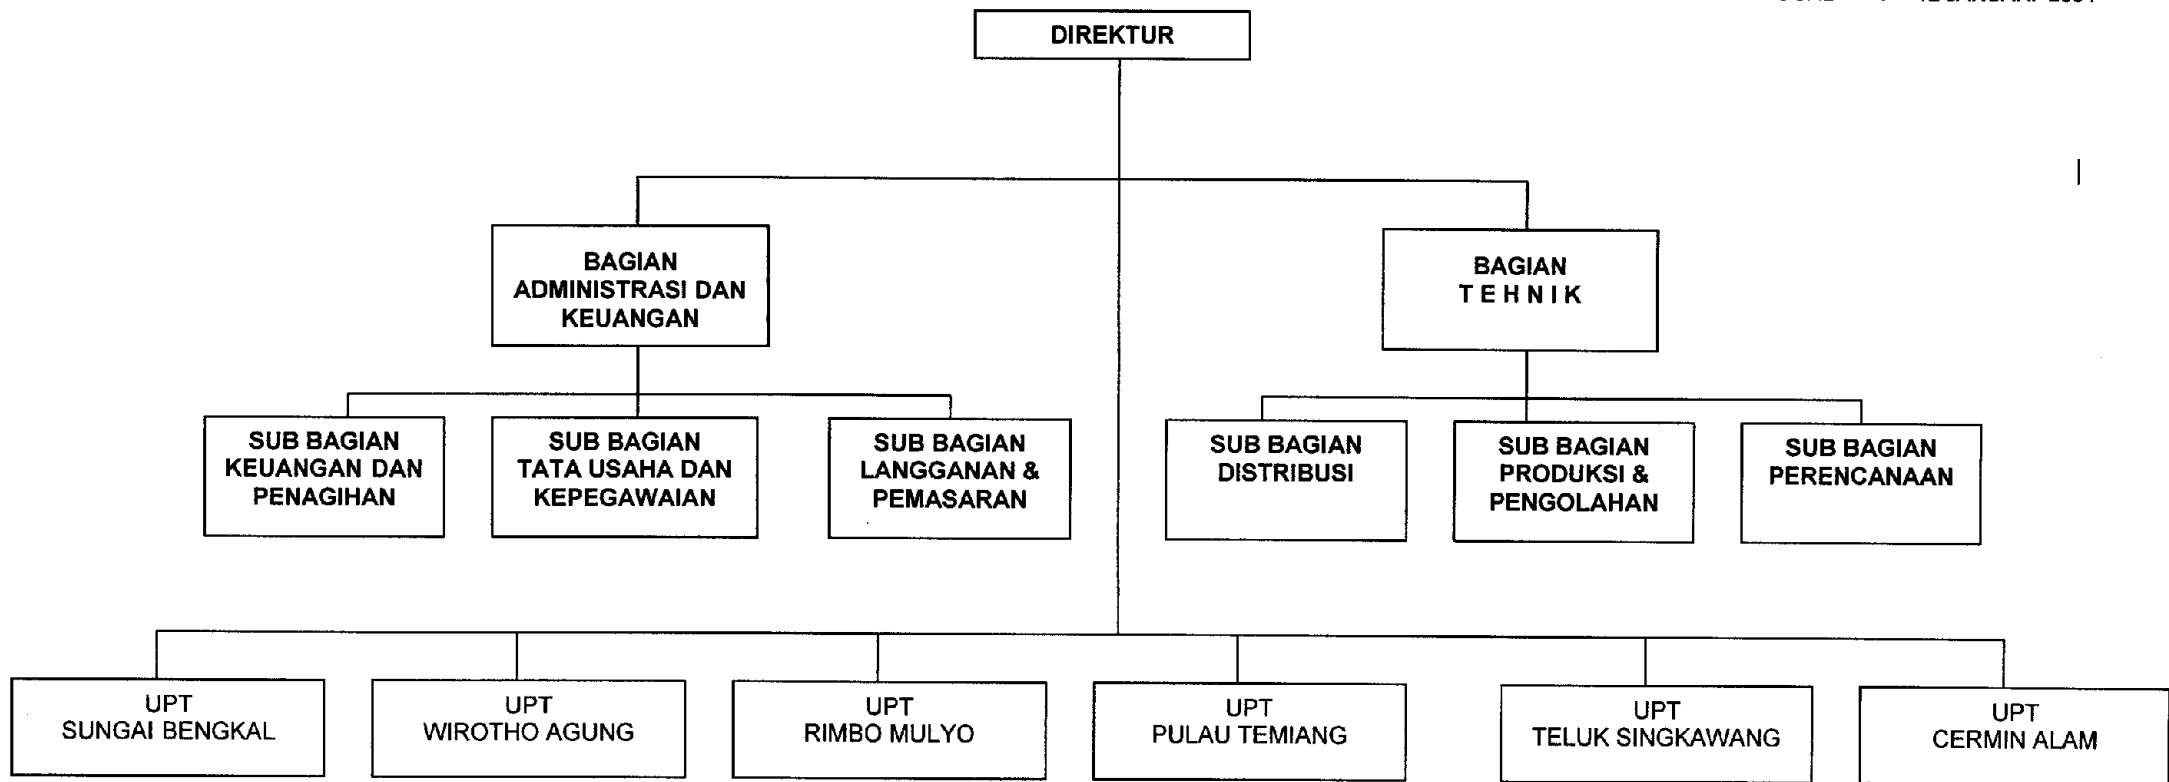 DIREKTUR
BAGIAN
ADMINISTRASI DAN
KEUANGAN
BAGIAN
T E H N I K
SUB BAGIAN
KEUANGAN DAN
PENAGIHAN
SUB BAGIAN
TATA USAHA DAN
KEPEGAWAIAN
SUB BAGIAN
LANGGANAN &
PEMASARAN
SUB BAGIAN
DISTRIBUSI
SUB BAGIAN
PRODUKSI &
PENGOLAHAN
SUB BAGIAN
PERENCANAAN
UPT
SUNGAI BENGKAL
UPT
WIROTHO AGUNG
UPT
RIMBO MULYO
UPT
PULAU TEMIANG
UPT
TELUK SINGKAWANG
UPT
CERMIN ALAM